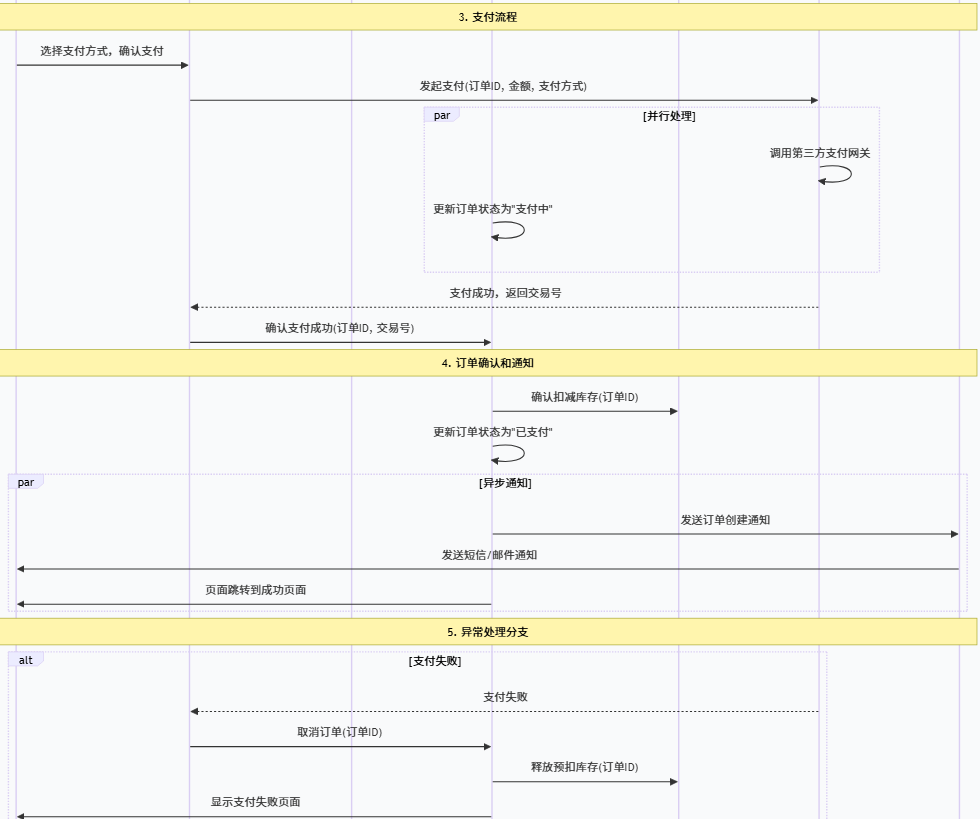 3. 支付流程
选择支付方式，确认支付
发起支付(订单ID, 金额, 支付方式)
par
[并行处理]
调用第三方支付网关
更新订单状态为"支付中"
支付成功，返回交易号
确认支付成功(订单ID, 交易号)
4. 订单确认和通知
确认扣减库存(订单ID)
更新订单状态为"已支付"
par
[异步通知]
发送订单创建通知
发送短信/邮件通知
页面跳转到成功页面
5. 异常处理分支
alt
[支付失败]
支付失败
取消订单(订单ID)
释放预扣库存(订单ID)
显示支付失败页面